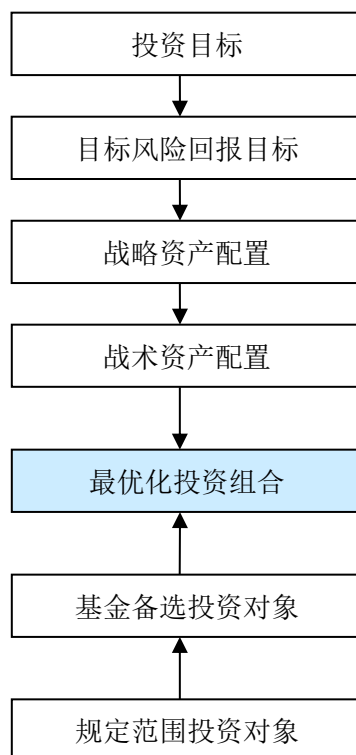 投资目标
目标风险回报目标
战略资产配置
战术资产配置
最优化投资组合
基金备选投资对象
规定范围投资对象